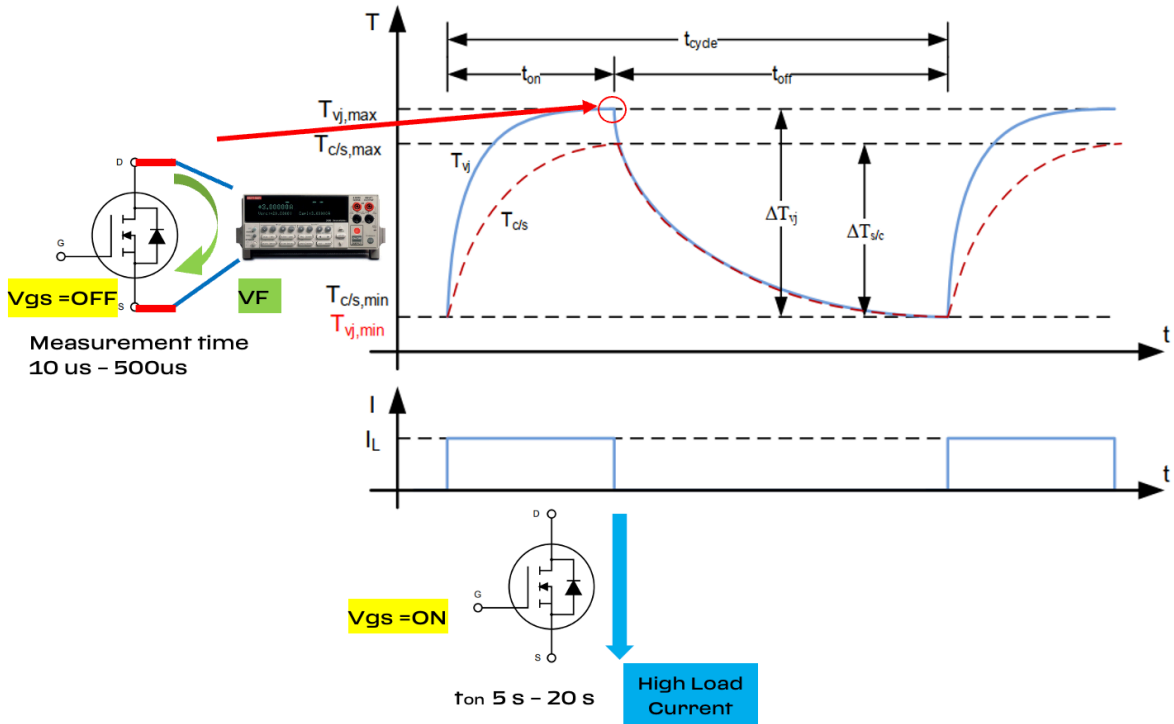 T
t_cycle
t_on
t_off
T_vj,max
T_c/s,max
T_vj
T_c/s
ΔT_vj
ΔT_s/c
T_c/s,min
T_vj,min
t
D
G
S
Vgs =OFF
VF
Measurement time
10 us – 500us
I
I_L
t
D
G
S
Vgs =ON
t_on 5 s – 20 s
High Load
Current